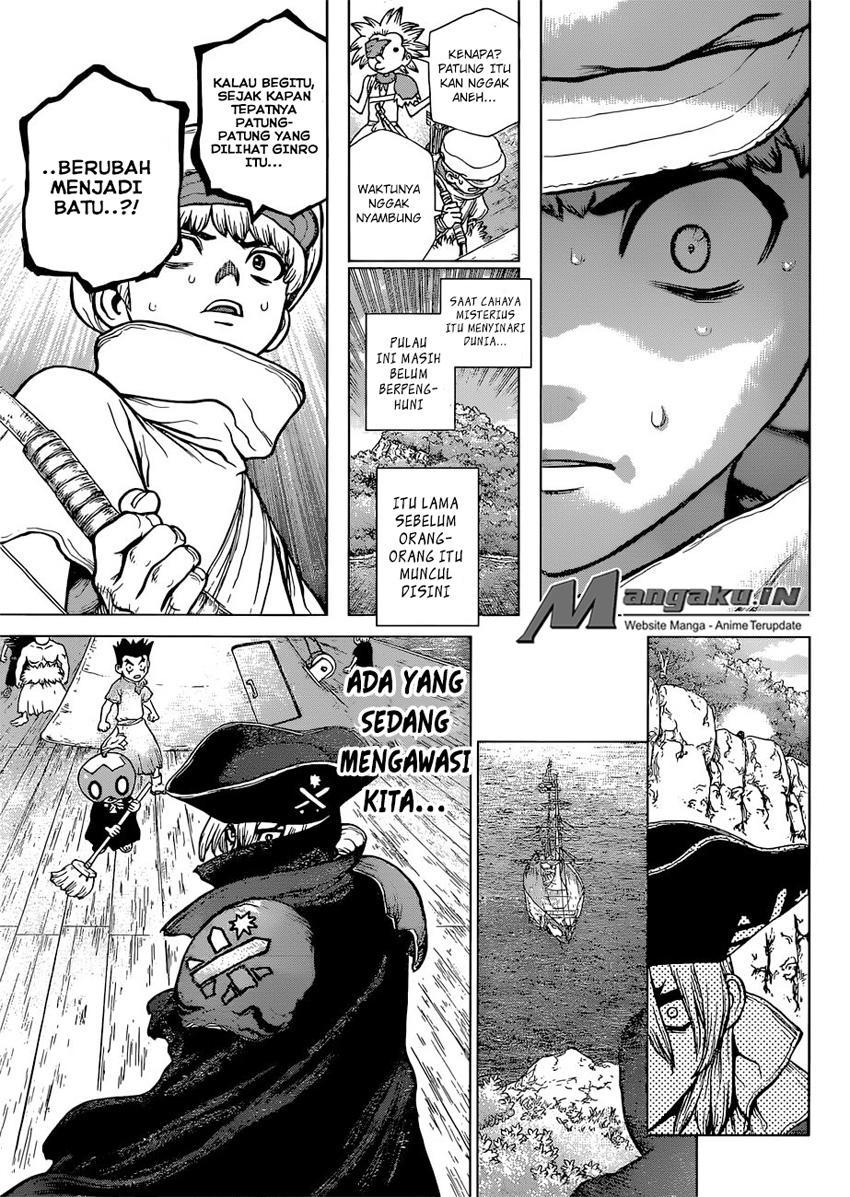 KENAPA?
PATUNG ITU
KAN NGGAK
ANEH...
WAKTUNYA
NGGAK
NYAMBUNG
SAAT CAHAYA
MISTERIUS
ITU MENYINARI
DUNIA...
PULAU
INI MASIH
BELUM
BERPENG-
HUNI
ITU LAMA
SEBELUM
ORANG-
ORANG ITU
MUNCUL
DISINI
KALAU BEGITU,
SEJAK KAPAN
TEPATNYA
PATUNG-
PATUNG YANG
DILIHAT GINRO
ITU...
..BERUBAH
MENJADI
BATU..?!
Mangaku.in
Website Manga - Anime Terupdate
ADA YANG
SEDANG
MENGAWASI
KITA...